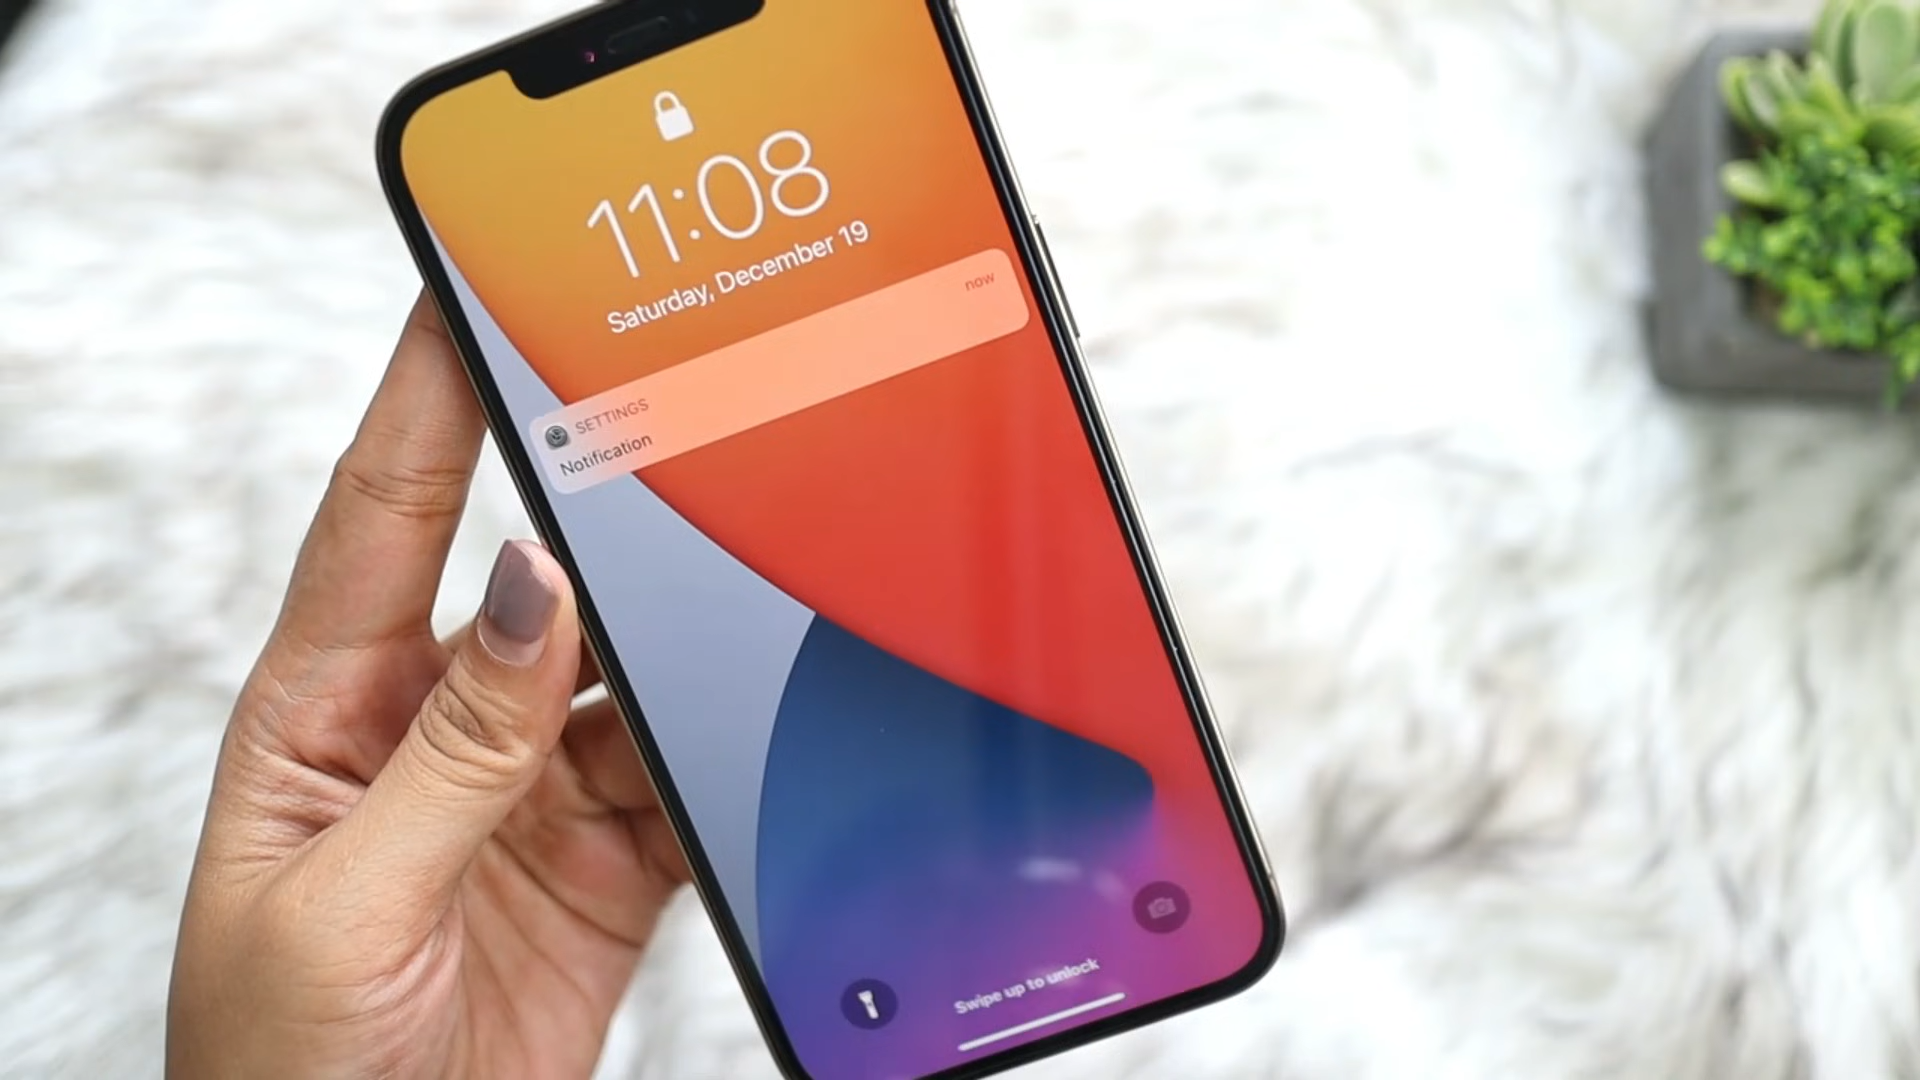 11:08
Saturday, December 19
SETTINGS
now
Notification
Swipe up to unlock